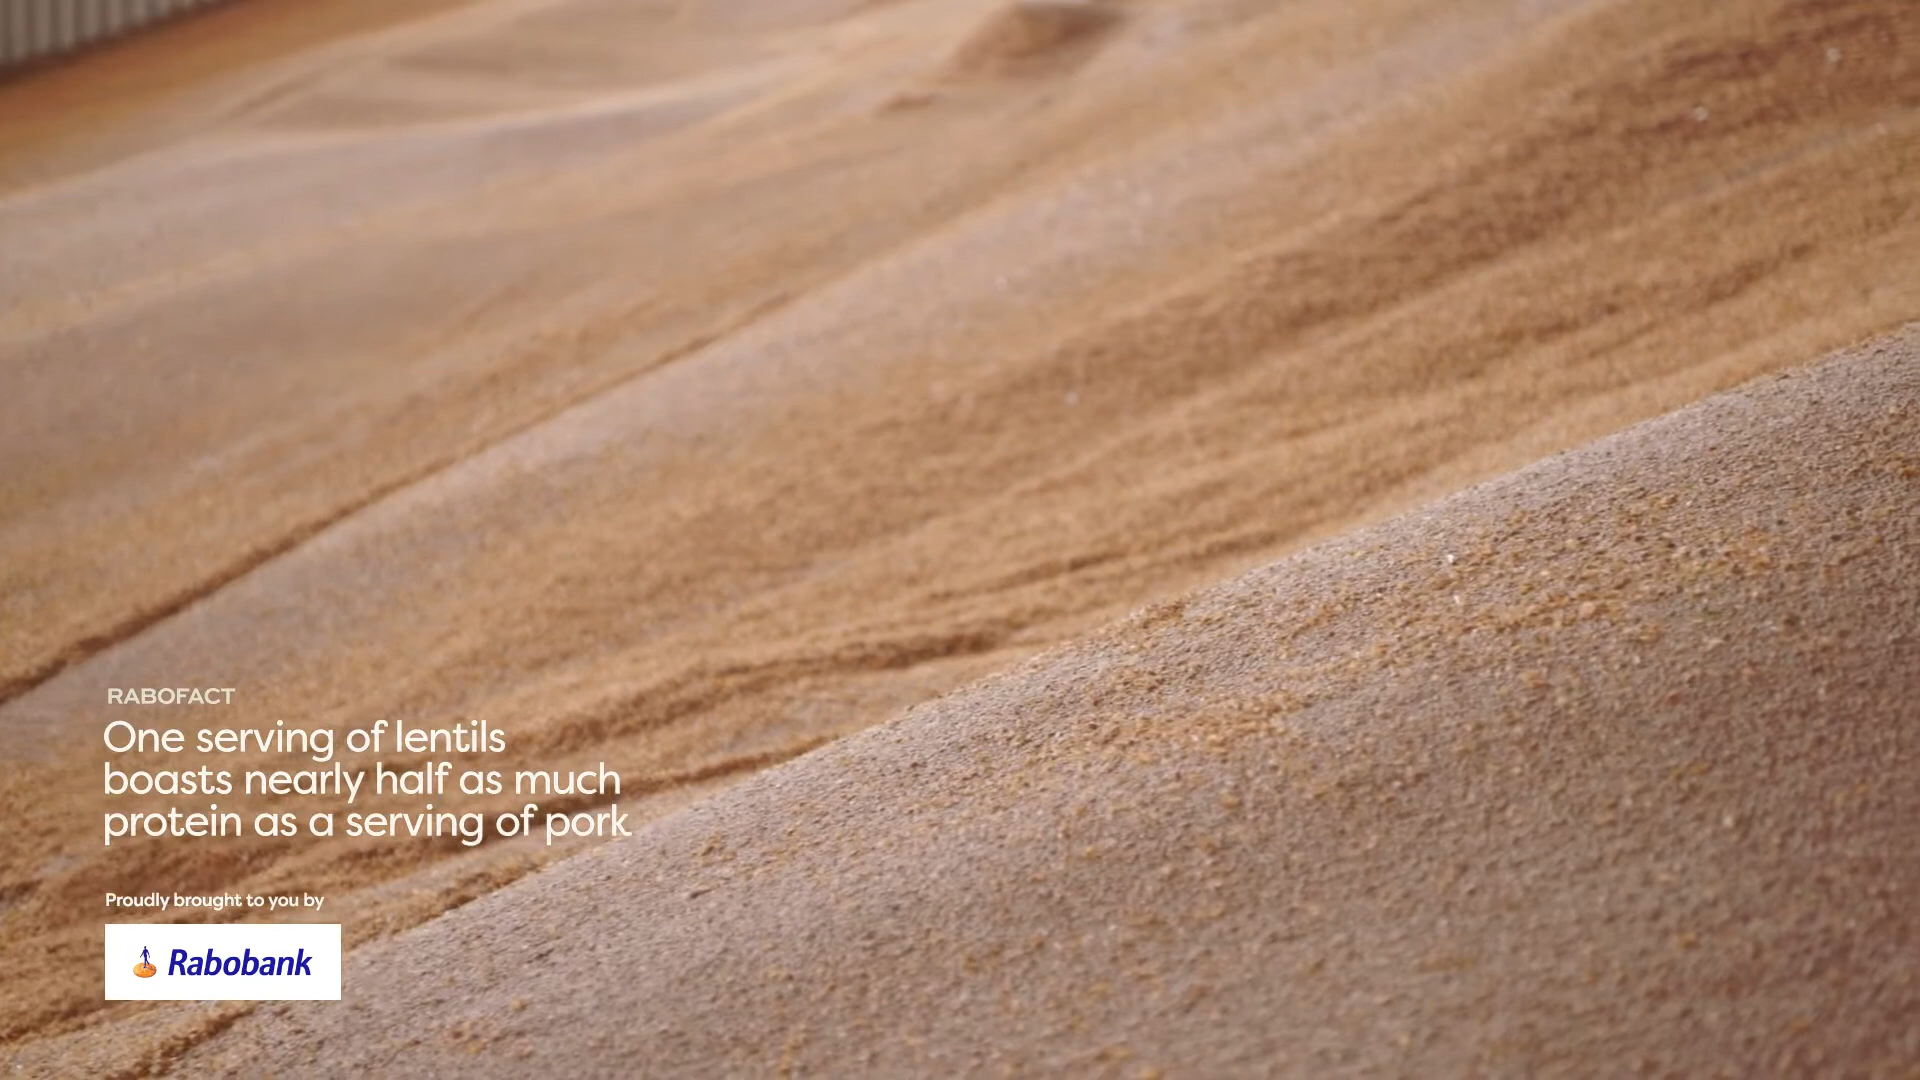 RABOFACT
One serving of lentils
boasts nearly half as much
protein as a serving of pork
Proudly brought to you by
Rabobank